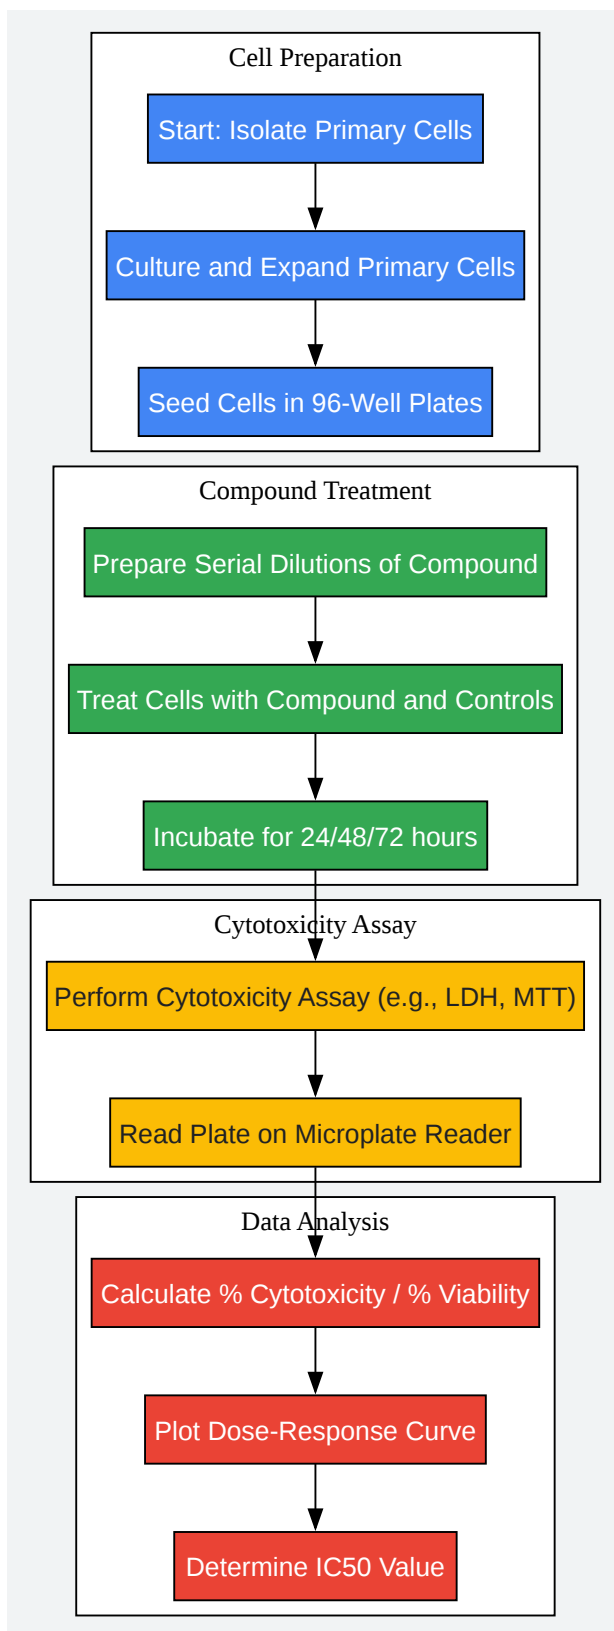 Cell Preparation
Start: Isolate Primary Cells
Culture and Expand Primary Cells
Seed Cells in 96-Well Plates
Compound Treatment
Prepare Serial Dilutions of Compound
Treat Cells with Compound and Controls
Incubate for 24/48/72 hours
Cytotoxicity Assay
Perform Cytotoxicity Assay (e.g., LDH, MTT)
Read Plate on Microplate Reader
Data Analysis
Calculate % Cytotoxicity / % Viability
Plot Dose-Response Curve
Determine IC50 Value